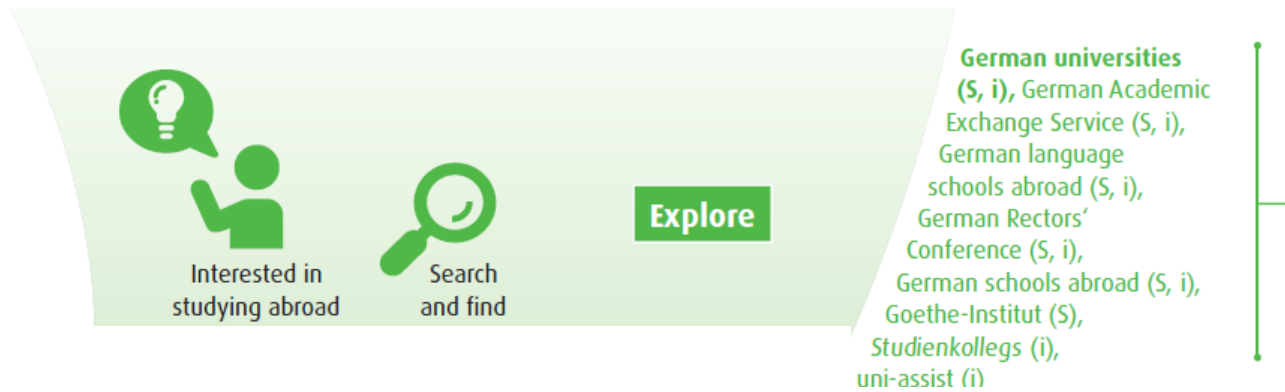 Interested in
studying abroad
Search
and find
Explore
German universities
(S, i), German Academic
Exchange Service (S, i),
German language
schools abroad (S, i),
German Rectors‘
Conference (S, i),
German schools abroad (S, i),
Goethe-Institut (S),
Studienkollegs (i),
uni-assist (i)